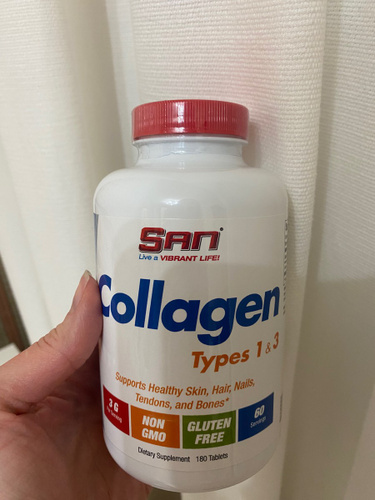 SAN®
Live a VIBRANT LIFE!
Collagen
Types 1 & 3
Supports Healthy Skin, Hair, Nails,
Tendons, and Bones*
3 G
NON
GMO
GLUTEN
FREE
60
Servings
Dietary Supplement 180 Tablets